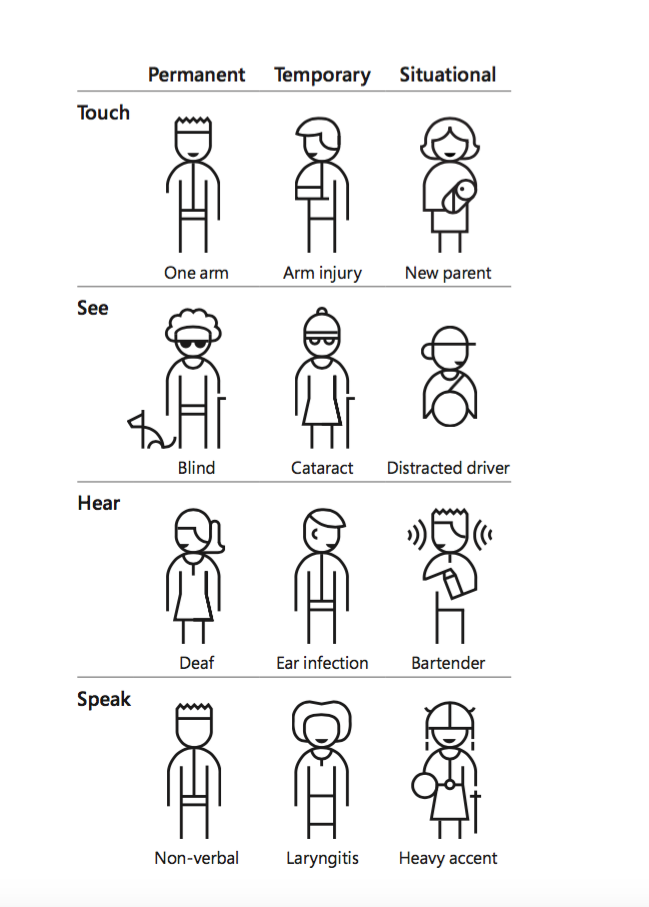 Permanent Temporary Situational
Touch
One arm Arm injury New parent
See
Blind Cataract Distracted driver
Hear
Deaf Ear infection Bartender
Speak
Non-verbal Laryngitis Heavy accent